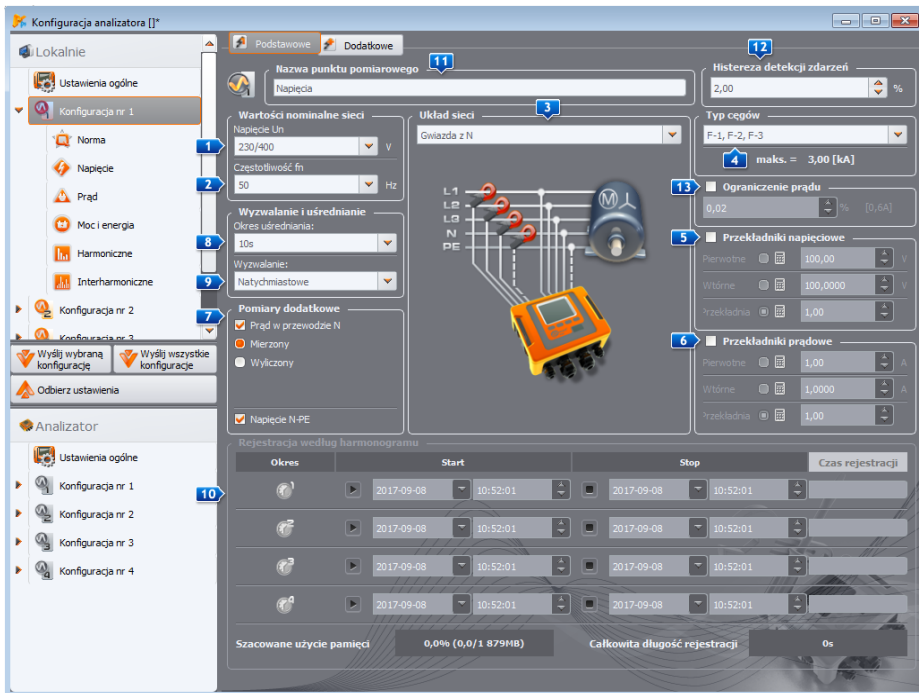 Konfiguracja analizatora []*
Lokalnie
Ustawienia ogólne
Konfiguracja nr 1
Norma
Napięcie
Prąd
Moc i energia
Harmoniczne
Interharmoniczne
Konfiguracja nr 2
Konfiguracja nr 3
Wyślij wybraną konfigurację
Wyślij wszystkie konfiguracje
Odbierz ustawienia
Analizator
Ustawienia ogólne
Konfiguracja nr 1
Konfiguracja nr 2
Konfiguracja nr 3
Konfiguracja nr 4
Podstawowe
Dodatkowe
Nazwa punktu pomiarowego
11
Napięcia
12
Histereza detekcji zdarzeń
2,00 %
Wartości nominalne sieci
Napięcie Un
1
230/400 V
Częstotliwość fn
2
50 Hz
Układ sieci
3
Gwiazda z N
L1
L2
L3
N
PE
M
Typ cęgów
F-1, F-2, F-3
4
maks. = 3,00 [kA]
13
Ograniczenie prądu
0,02 % [0,6A]
Wyzwalanie i uśrednianie
Okres uśredniania:
8
10s
Wyzwalanie:
9
Natychmiastowe
5
Przekładniki napięciowe
Pierwotne 100,00 V
Wtórne 100,0000 V
Przekładnia 1,00
7
Pomiary dodatkowe
Prąd w przewodzie N
Mierzony
Wyliczony
Napięcie N-PE
6
Przekładniki prądowe
Pierwotne 1,00 A
Wtórne 1,0000 A
Przekładnia 1,00
Rejestracja według harmonogramu
Okres Start Stop Czas rejestracji
10
1 2017-09-08 10:52:01 2017-09-08 10:52:01
2 2017-09-08 10:52:01 2017-09-08 10:52:01
3 2017-09-08 10:52:01 2017-09-08 10:52:01
4 2017-09-08 10:52:01 2017-09-08 10:52:01
Szacowane użycie pamięci 0,0% (0,0/1 879MB) Całkowita długość rejestracji 0s